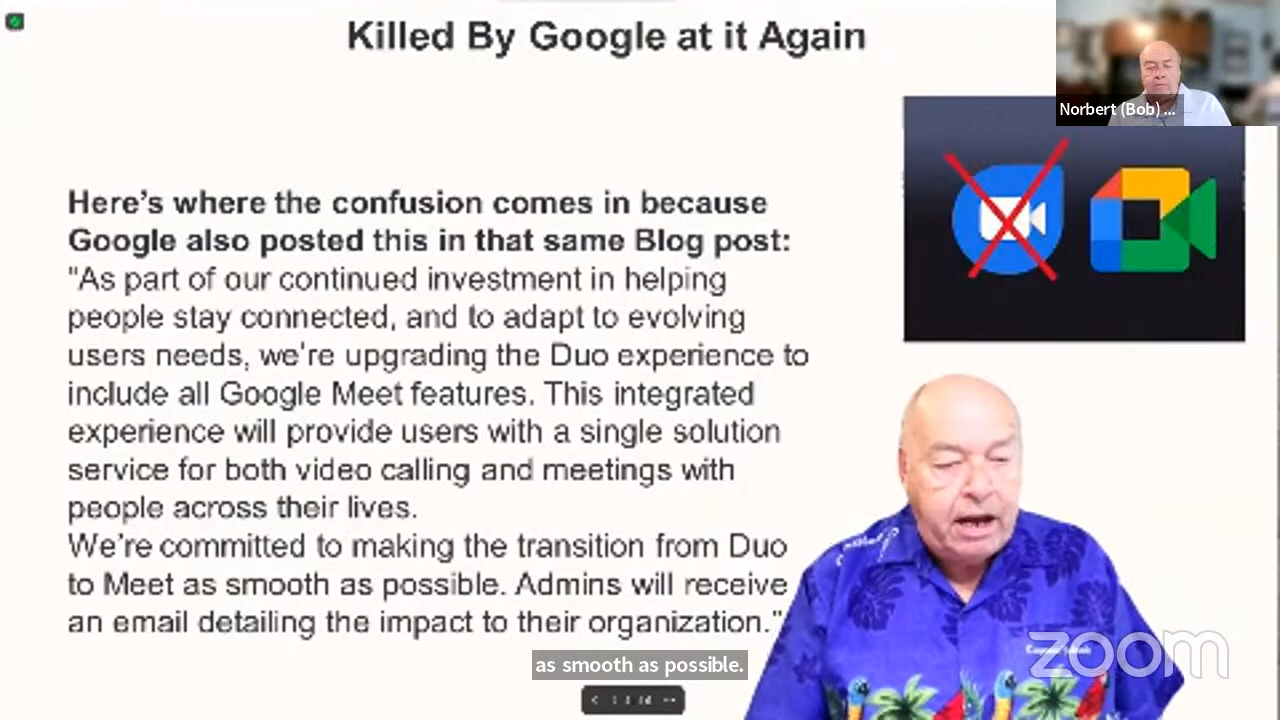 Killed By Google at it Again
Norbert (Bob) ...
Here's where the confusion comes in because
Google also posted this in that same Blog post:
"As part of our continued investment in helping
people stay connected, and to adapt to evolving
users needs, we're upgrading the Duo experience to
include all Google Meet features. This integrated
experience will provide users with a single solution
service for both video calling and meetings with
people across their lives.
We're committed to making the transition from Duo
to Meet as smooth as possible. Admins will receive
an email detailing the impact to their organization."
zoom
as smooth as possible.